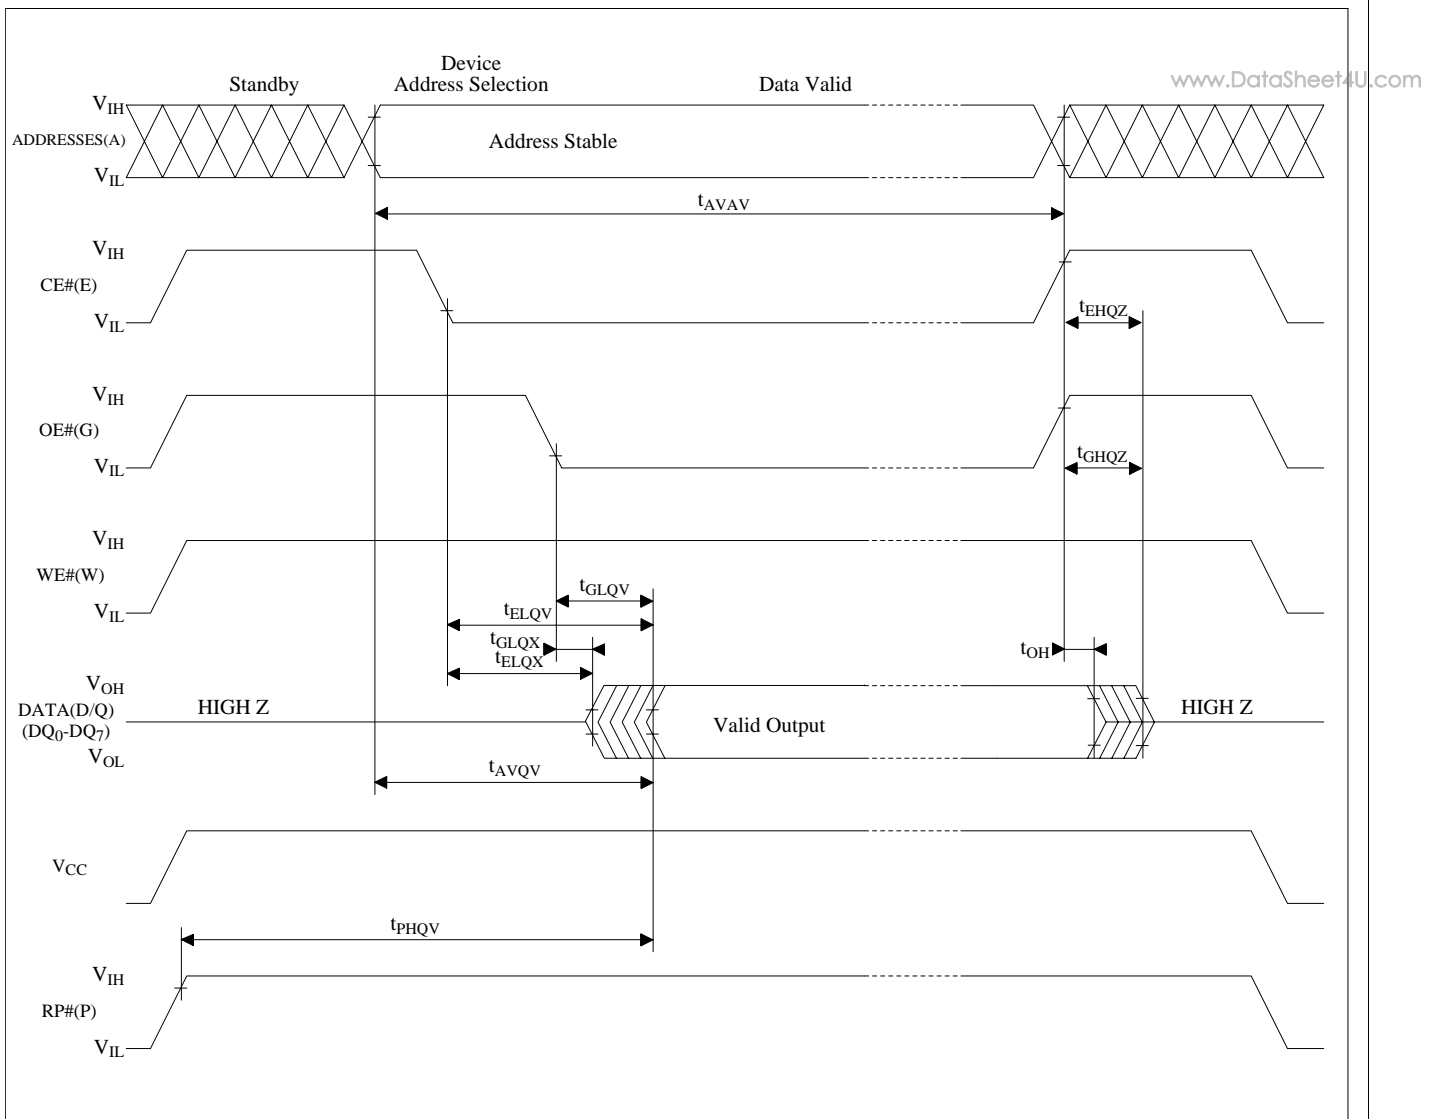 www.DataSheet4U.com
Device
Standby Address Selection Data Valid
VIH
ADDRESSES(A) Address Stable
VIL
tAVAV
VIH
CE#(E)
VIL
tEHQZ
VIH
OE#(G)
VIL
tGHQZ
VIH
WE#(W)
VIL
tGLQV
tELQV
tGLQX
tELQX
tOH
VOH
DATA(D/Q) HIGH Z Valid Output HIGH Z
(DQ0-DQ7)
VOL
tAVQV
VCC
tPHQV
VIH
RP#(P)
VIL